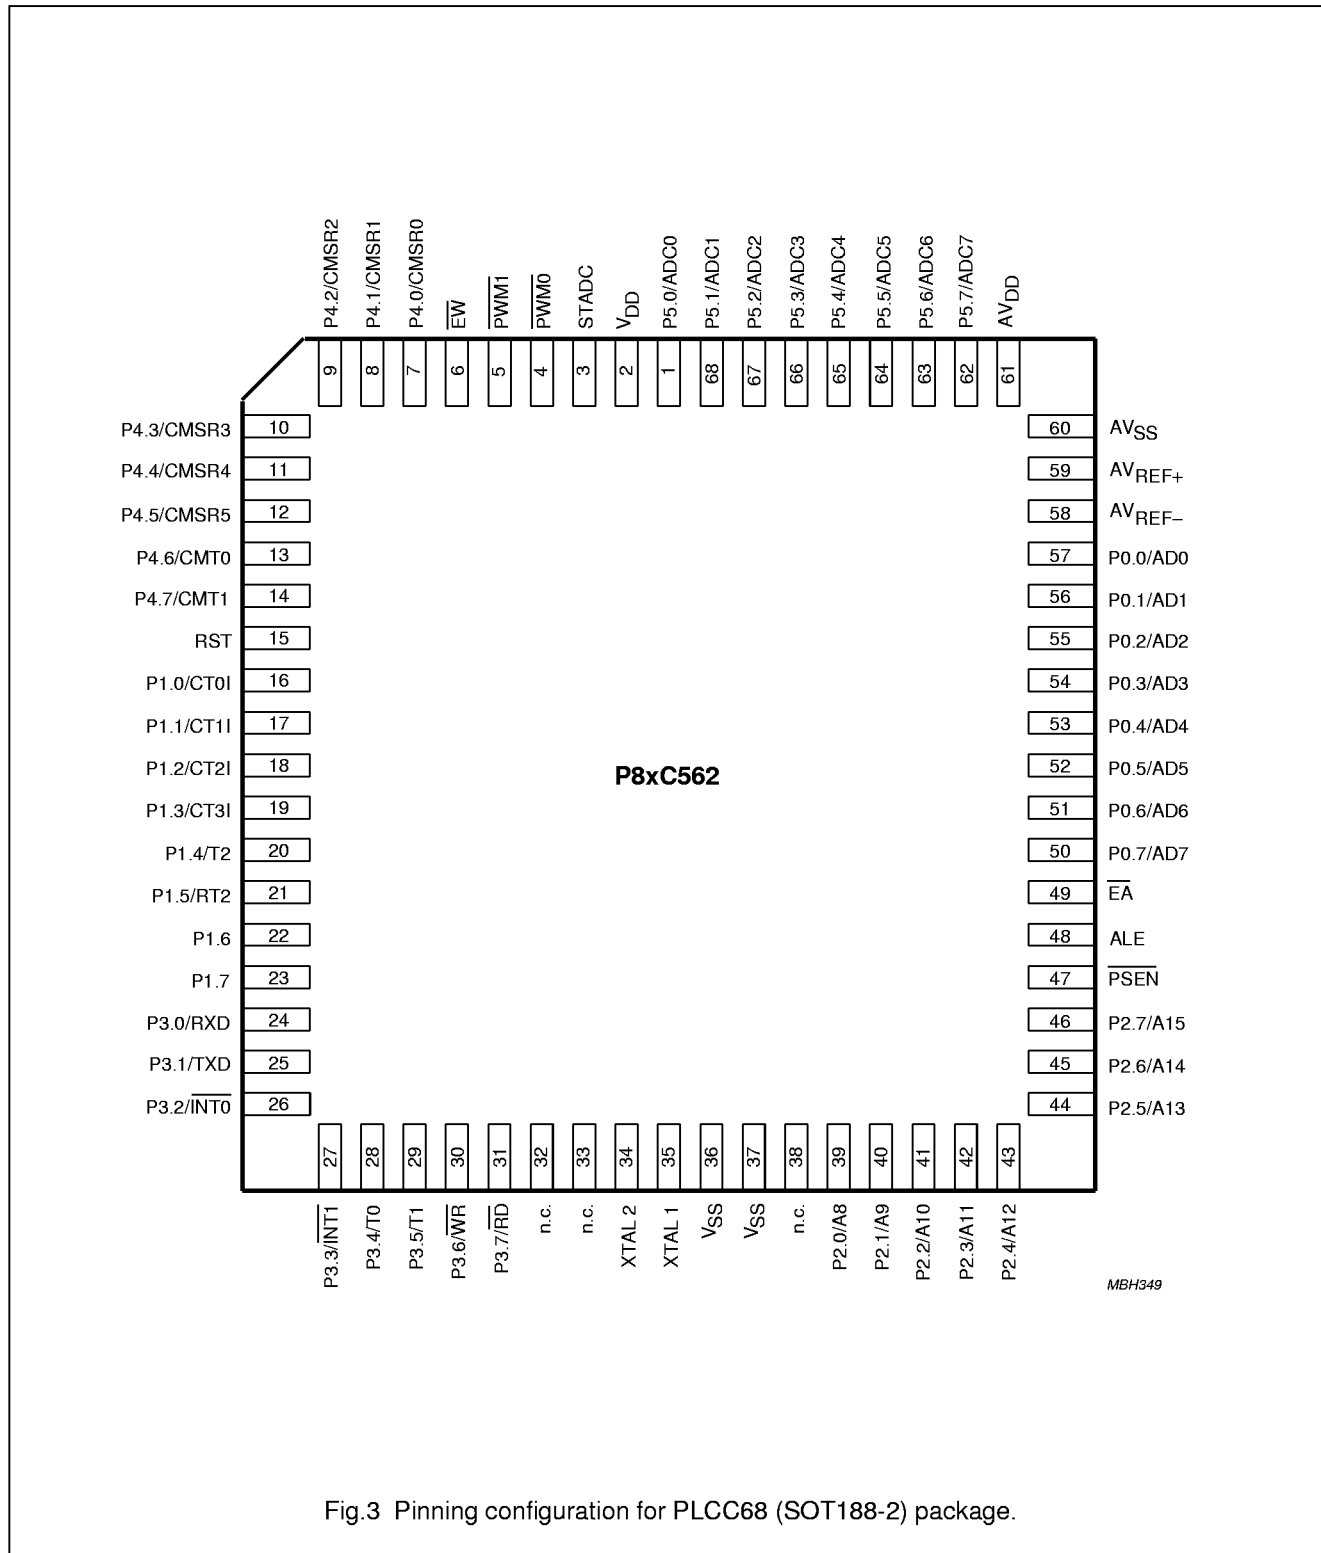 P4.2/CMSR2
P4.1/CMSR1
P4.0/CMSR0
E̅W̅
P̅W̅M̅1̅
P̅W̅M̅0̅
STADC
VDD
P5.0/ADC0
P5.1/ADC1
P5.2/ADC2
P5.3/ADC3
P5.4/ADC4
P5.5/ADC5
P5.6/ADC6
P5.7/ADC7
AVDD
9
8
7
6
5
4
3
2
1
68
67
66
65
64
63
62
61
P4.3/CMSR3 10
P4.4/CMSR4 11
P4.5/CMSR5 12
P4.6/CMT0 13
P4.7/CMT1 14
RST 15
P1.0/CT0I 16
P1.1/CT1I 17
P1.2/CT2I 18
P1.3/CT3I 19
P1.4/T2 20
P1.5/RT2 21
P1.6 22
P1.7 23
P3.0/RXD 24
P3.1/TXD 25
P3.2/I̅N̅T̅0̅ 26
P8xC562
60 AVSS
59 AVREF+
58 AVREF–
57 P0.0/AD0
56 P0.1/AD1
55 P0.2/AD2
54 P0.3/AD3
53 P0.4/AD4
52 P0.5/AD5
51 P0.6/AD6
50 P0.7/AD7
49 E̅A̅
48 ALE
47 P̅S̅E̅N̅
46 P2.7/A15
45 P2.6/A14
44 P2.5/A13
27
28
29
30
31
32
33
34
35
36
37
38
39
40
41
42
43
P3.3/I̅N̅T̅1̅
P3.4/T0
P3.5/T1
P3.6/W̅R̅
P3.7/R̅D̅
n.c.
n.c.
XTAL 2
XTAL 1
VSS
VSS
n.c.
P2.0/A8
P2.1/A9
P2.2/A10
P2.3/A11
P2.4/A12
MBH349
Fig.3 Pinning configuration for PLCC68 (SOT188-2) package.